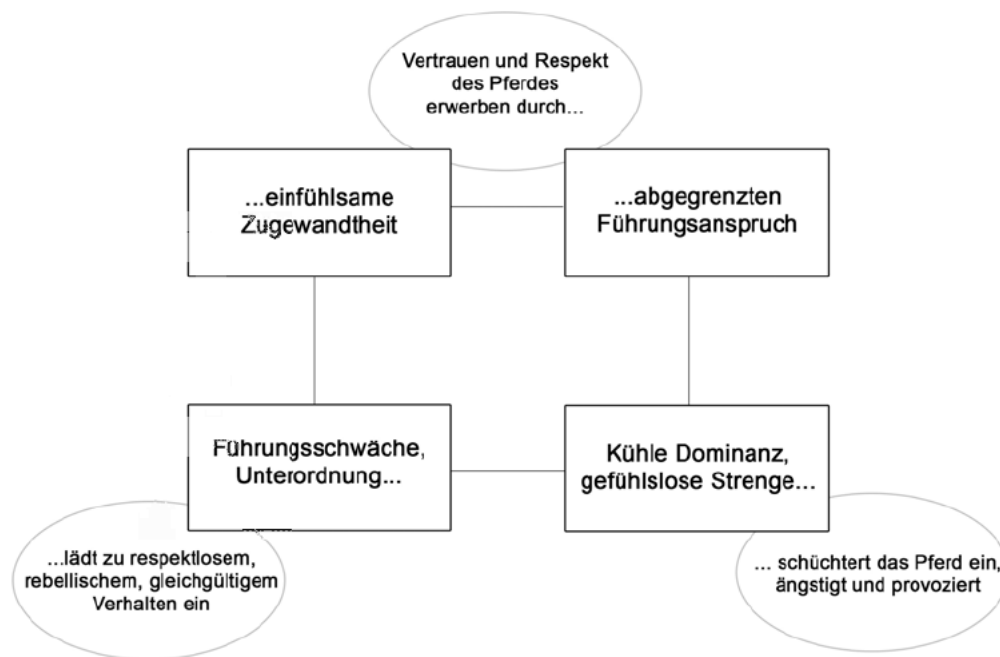 Vertrauen und Respekt
des Pferdes
erwerben durch...
...einfühlsame
Zugewandtheit
...abgegrenzten
Führungsanspruch
Führungsschwäche,
Unterordnung...
Kühle Dominanz,
gefühlslose Strenge...
...lädt zu respektlosem,
rebellischem, gleichgültigem
Verhalten ein
... schüchtert das Pferd ein,
ängstigt und provoziert